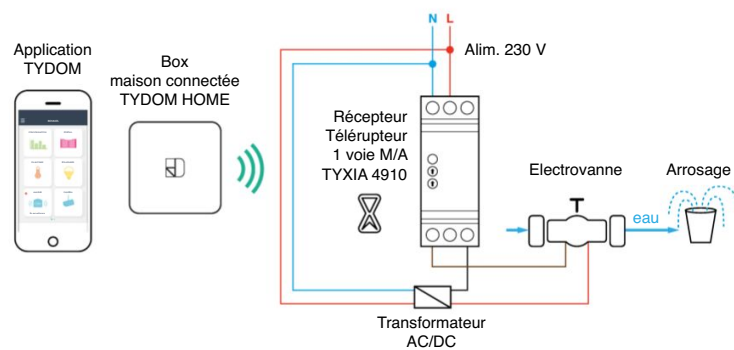 N L
Alim. 230 V
Application
TYDOM
Box
maison connectée
TYDOM HOME
Récepteur
Télérupteur
1 voie M/A
TYXIA 4910
Electrovanne
Arrosage
eau
Transformateur
AC/DC